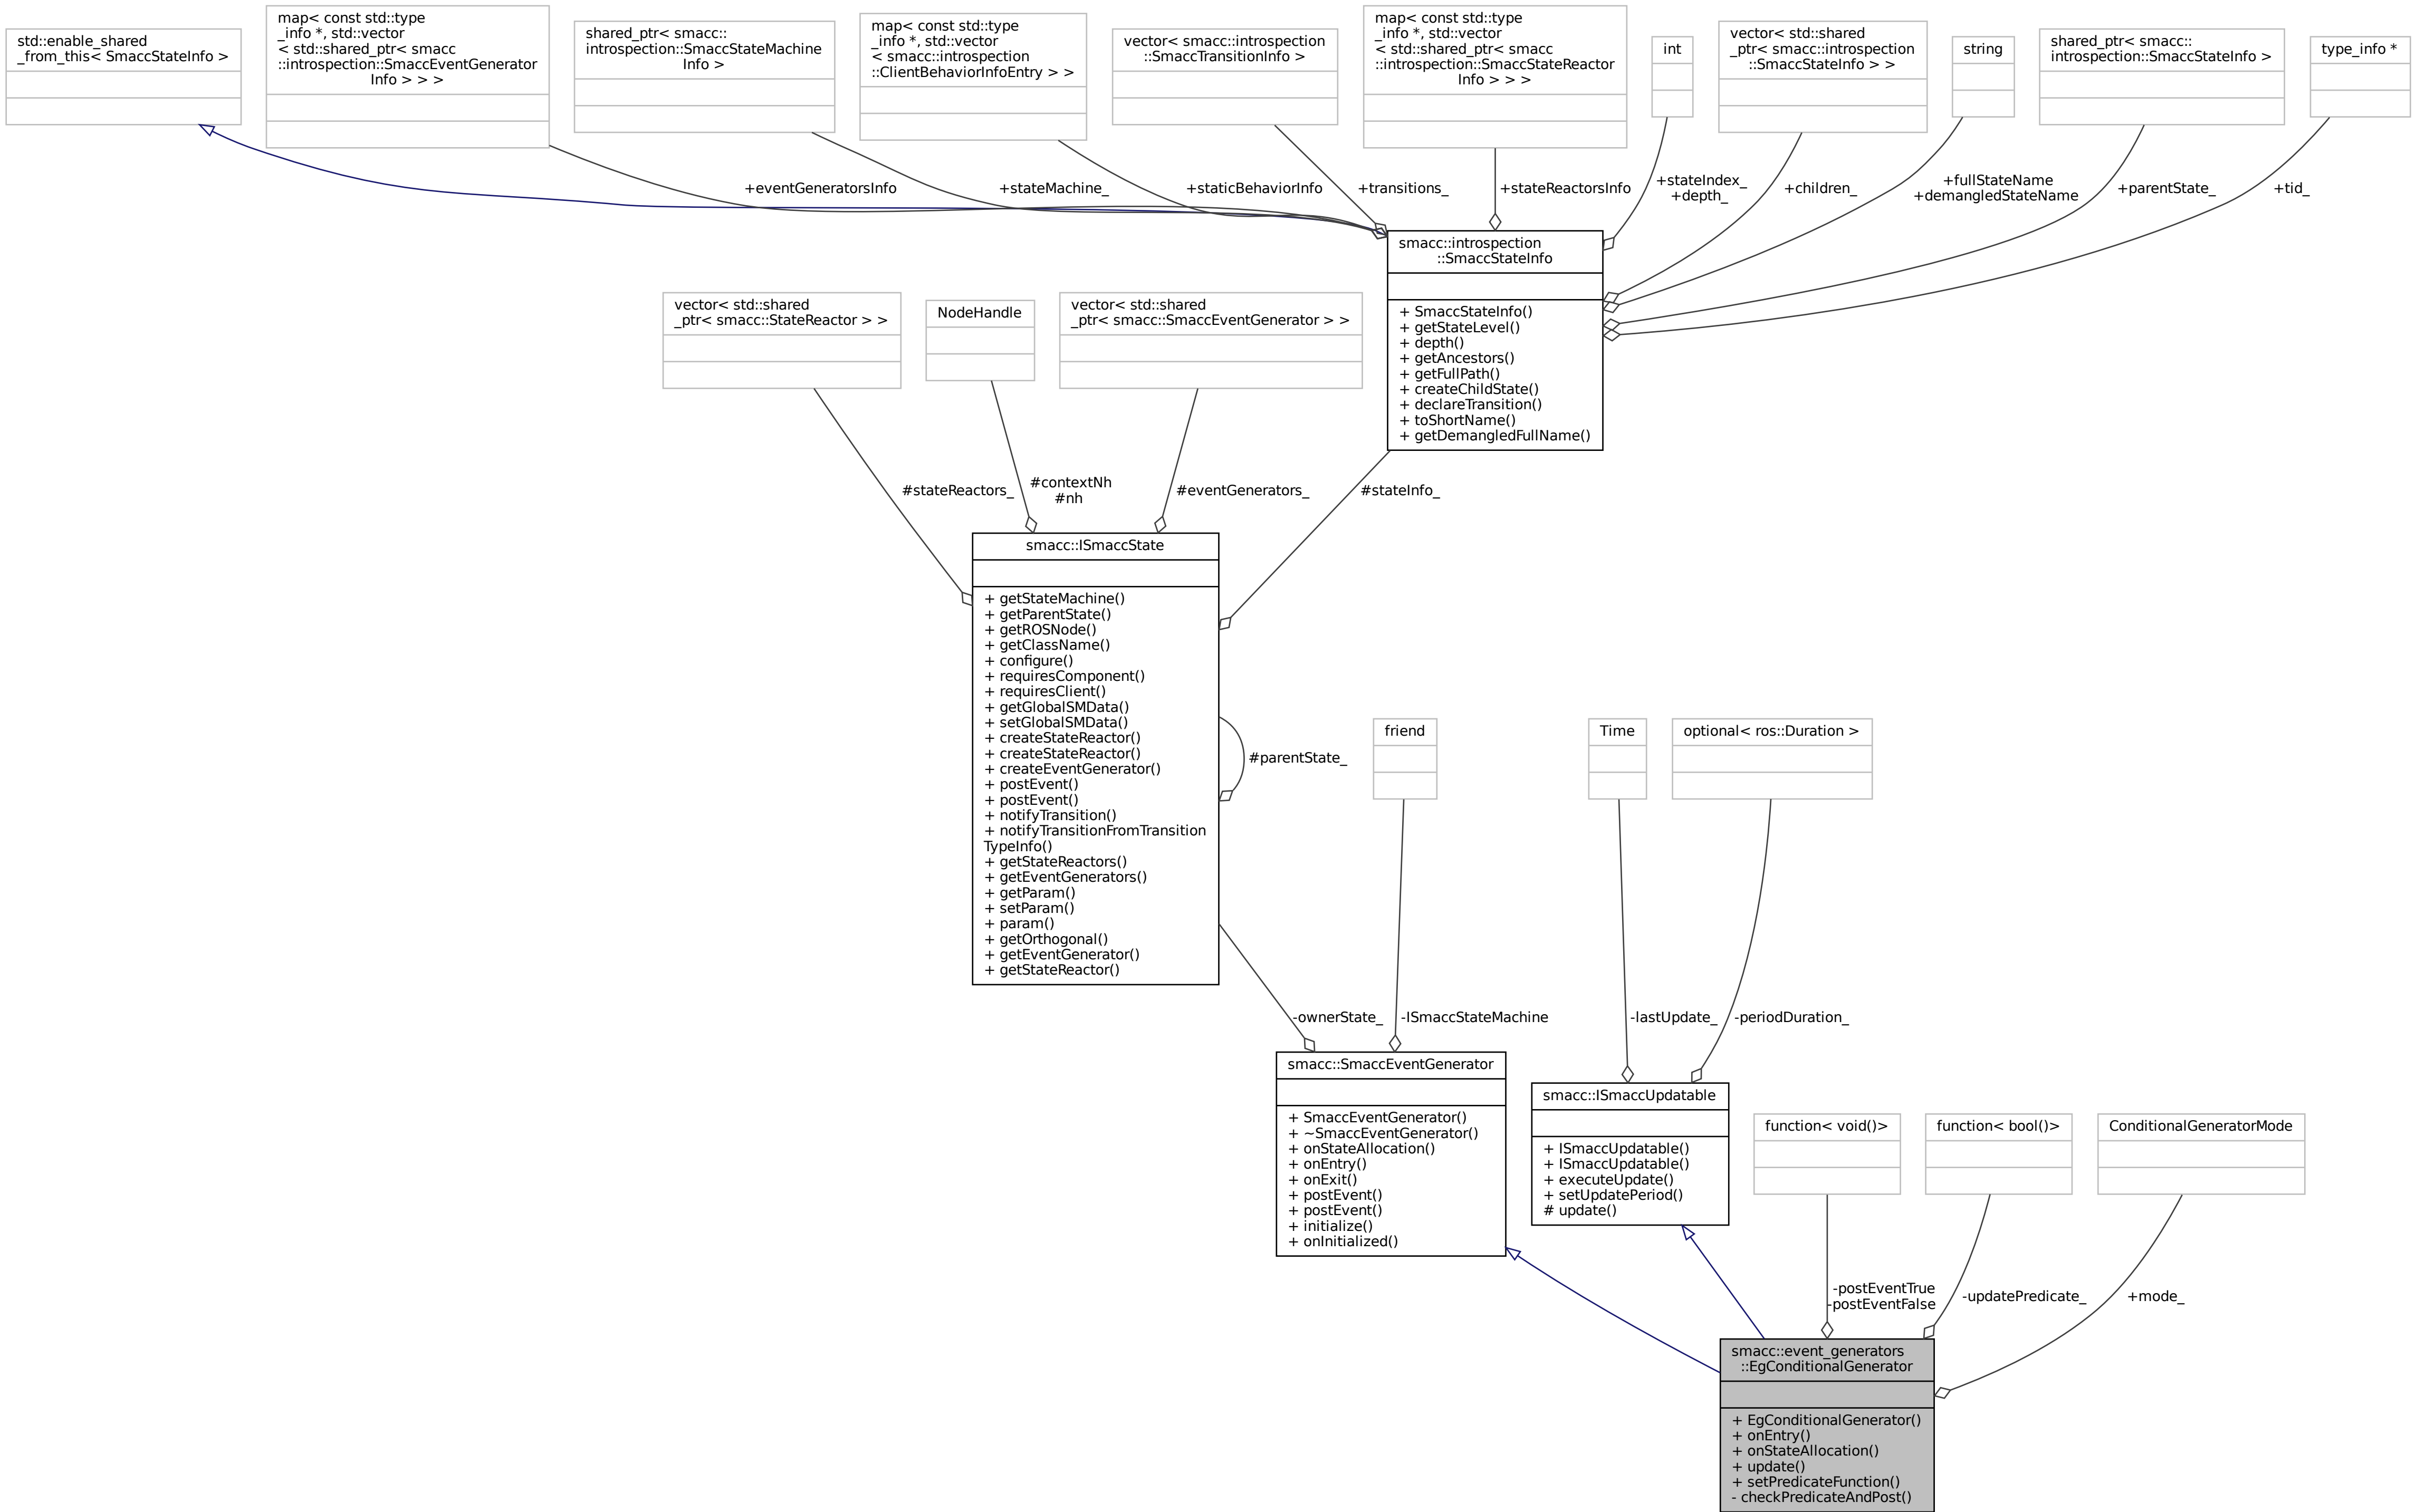 std::enable_shared
_from_this< SmaccStateInfo >
map< const std::type
_info *, std::vector
< std::shared_ptr< smacc
::introspection::SmaccEventGenerator
Info > > >
shared_ptr< smacc::
introspection::SmaccStateMachine
Info >
map< const std::type
_info *, std::vector
< smacc::introspection
::ClientBehaviorInfoEntry > >
vector< smacc::introspection
::SmaccTransitionInfo >
map< const std::type
_info *, std::vector
< std::shared_ptr< smacc
::introspection::SmaccStateReactor
Info > > >
int
vector< std::shared
_ptr< smacc::introspection
::SmaccStateInfo > >
string
shared_ptr< smacc::
introspection::SmaccStateInfo >
type_info *
+eventGeneratorsInfo
+stateMachine_
+staticBehaviorInfo
+transitions_
+stateReactorsInfo
+stateIndex_
+depth_
+children_
+fullStateName
+demangledStateName
+parentState_
+tid_
smacc::introspection
::SmaccStateInfo
+ SmaccStateInfo()
+ getStateLevel()
+ depth()
+ getAncestors()
+ getFullPath()
+ createChildState()
+ declareTransition()
+ toShortName()
+ getDemangledFullName()
vector< std::shared
_ptr< smacc::StateReactor > >
NodeHandle
vector< std::shared
_ptr< smacc::SmaccEventGenerator > >
#stateReactors_
#contextNh
#nh
#eventGenerators_
#stateInfo_
smacc::ISmaccState
+ getStateMachine()
+ getParentState()
+ getROSNode()
+ getClassName()
+ configure()
+ requiresComponent()
+ requiresClient()
+ getGlobalSMData()
+ setGlobalSMData()
+ createStateReactor()
+ createStateReactor()
+ createEventGenerator()
+ postEvent()
+ postEvent()
+ notifyTransition()
+ notifyTransitionFromTransition
TypeInfo()
+ getStateReactors()
+ getEventGenerators()
+ getParam()
+ setParam()
+ param()
+ getOrthogonal()
+ getEventGenerator()
+ getStateReactor()
#parentState_
friend
Time
optional< ros::Duration >
-ownerState_
-ISmaccStateMachine
-lastUpdate_
-periodDuration_
smacc::SmaccEventGenerator
+ SmaccEventGenerator()
+ ~SmaccEventGenerator()
+ onStateAllocation()
+ onEntry()
+ onExit()
+ postEvent()
+ postEvent()
+ initialize()
+ onInitialized()
smacc::ISmaccUpdatable
+ ISmaccUpdatable()
+ ISmaccUpdatable()
+ executeUpdate()
+ setUpdatePeriod()
# update()
function< void()>
function< bool()>
ConditionalGeneratorMode
-postEventTrue
-postEventFalse
-updatePredicate_
+mode_
smacc::event_generators
::EgConditionalGenerator
+ EgConditionalGenerator()
+ onEntry()
+ onStateAllocation()
+ update()
+ setPredicateFunction()
- checkPredicateAndPost()